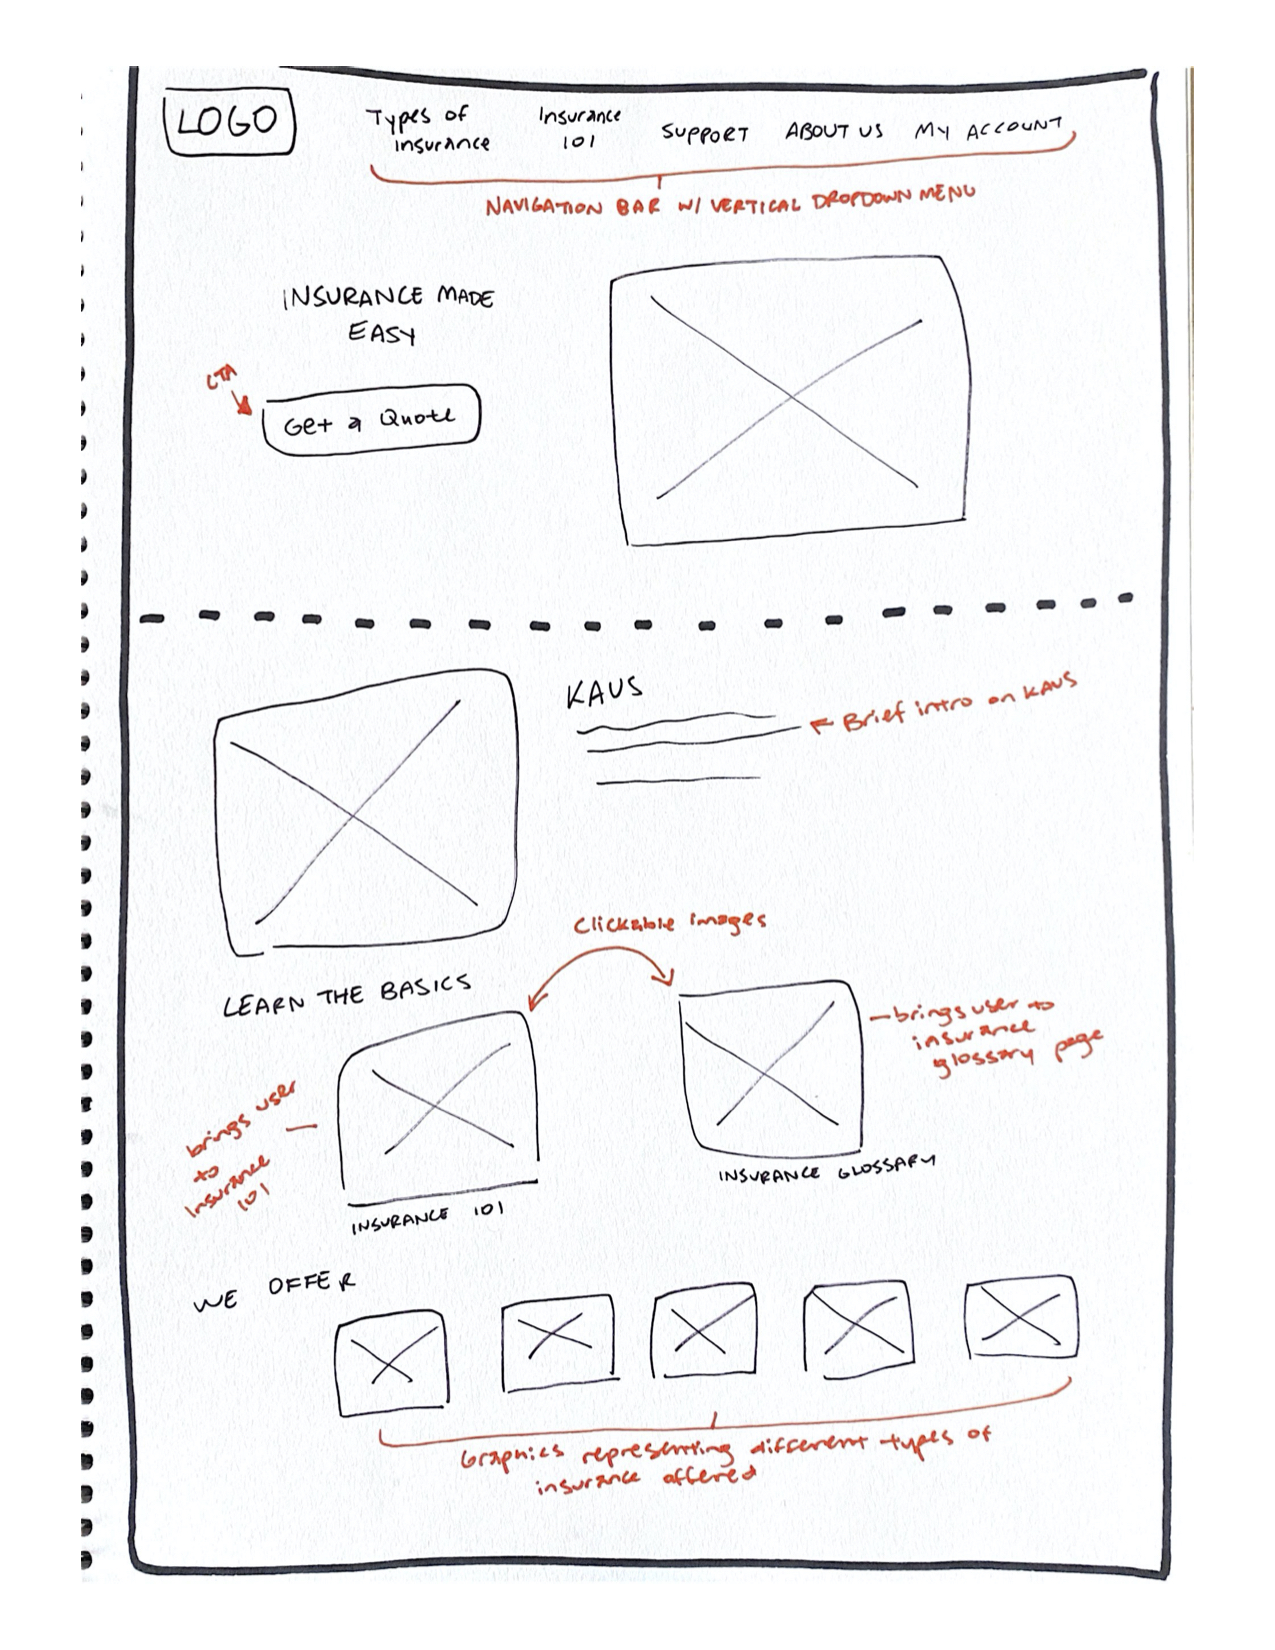 LOGO
Types of
insurance
Insurance
101
SUPPORT
ABOUT US
MY ACCOUNT
NAVIGATION BAR W/ VERTICAL DROPDOWN MENU
INSURANCE MADE
EASY
CTA
Get a Quote
KAUS
Brief intro on KAUS
Clickable images
LEARN THE BASICS
brings user to
insurance
glossary page
brings user
to
Insurance
101
INSURANCE 101
INSURANCE GLOSSARY
WE OFFER
Graphics representing different types of
insurance offered